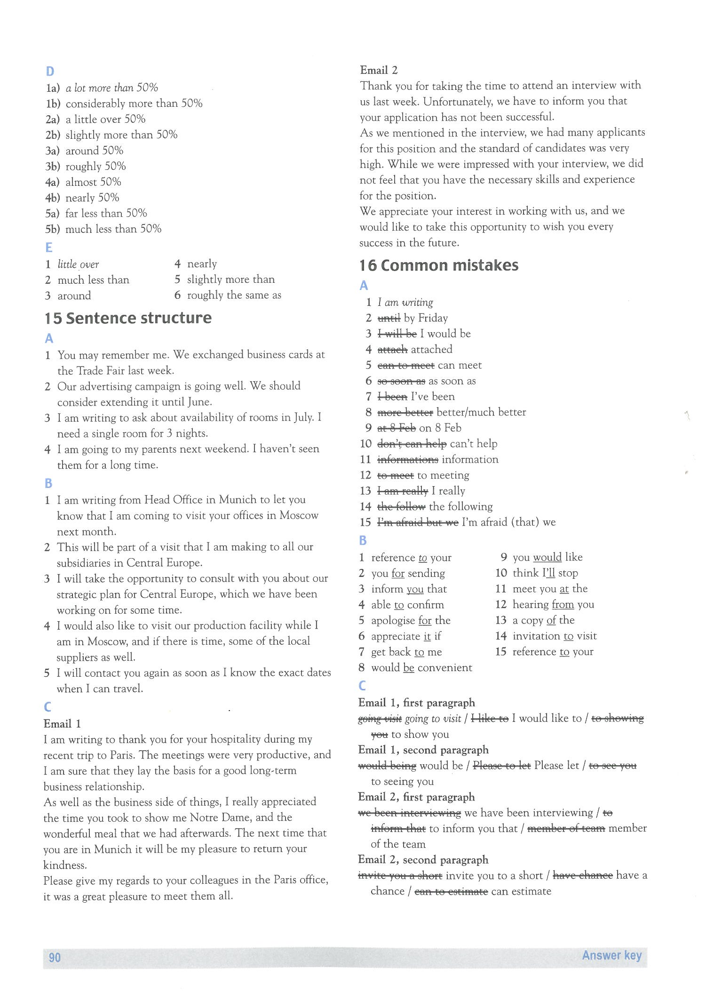 D
1a) a lot more than 50%
1b) considerably more than 50%
2a) a little over 50%
2b) slightly more than 50%
3a) around 50%
3b) roughly 50%
4a) almost 50%
4b) nearly 50%
5a) far less than 50%
5b) much less than 50%
E
1 little over
2 much less than
3 around
4 nearly
5 slightly more than
6 roughly the same as
15 Sentence structure
A
1 You may remember me. We exchanged business cards at
the Trade Fair last week.
2 Our advertising campaign is going well. We should
consider extending it until June.
3 I am writing to ask about availability of rooms in July. I
need a single room for 3 nights.
4 I am going to my parents next weekend. I haven't seen
them for a long time.
B
1 I am writing from Head Office in Munich to let you
know that I am coming to visit your offices in Moscow
next month.
2 This will be part of a visit that I am making to all our
subsidiaries in Central Europe.
3 I will take the opportunity to consult with you about our
strategic plan for Central Europe, which we have been
working on for some time.
4 I would also like to visit our production facility while I
am in Moscow, and if there is time, some of the local
suppliers as well.
5 I will contact you again as soon as I know the exact dates
when I can travel.
C
Email 1
I am writing to thank you for your hospitality during my
recent trip to Paris. The meetings were very productive, and
I am sure that they lay the basis for a good long-term
business relationship.
As well as the business side of things, I really appreciated
the time you took to show me Notre Dame, and the
wonderful meal that we had afterwards. The next time that
you are in Munich it will be my pleasure to return your
kindness.
Please give my regards to your colleagues in the Paris office,
it was a great pleasure to meet them all.
Email 2
Thank you for taking the time to attend an interview with
us last week. Unfortunately, we have to inform you that
your application has not been successful.
As we mentioned in the interview, we had many applicants
for this position and the standard of candidates was very
high. While we were impressed with your interview, we did
not feel that you have the necessary skills and experience
for the position.
We appreciate your interest in working with us, and we
would like to take this opportunity to wish you every
success in the future.
16 Common mistakes
A
1 I am writing
2 until by Friday
3 I will be I would be
4 attach attached
5 can to meet can meet
6 so soon as as soon as
7 I been I've been
8 more better better/much better
9 at 8 Feb on 8 Feb
10 don't can help can't help
11 informations information
12 to meet to meeting
13 I am really I really
14 the follow the following
15 I'm afraid but we I'm afraid (that) we
B
1 reference to your
2 you for sending
3 inform you that
4 able to confirm
5 apologise for the
6 appreciate it if
7 get back to me
8 would be convenient
9 you would like
10 think I'll stop
11 meet you at the
12 hearing from you
13 a copy of the
14 invitation to visit
15 reference to your
C
Email 1, first paragraph
going visit going to visit / I like to I would like to / to showing
you to show you
Email 1, second paragraph
would being would be / Please to let Please let / to see you
to seeing you
Email 2, first paragraph
we been interviewing we have been interviewing / to
inform that to inform you that / member of team member
of the team
Email 2, second paragraph
invite you a short invite you to a short / have chance have a
chance / can to estimate can estimate
90
Answer key